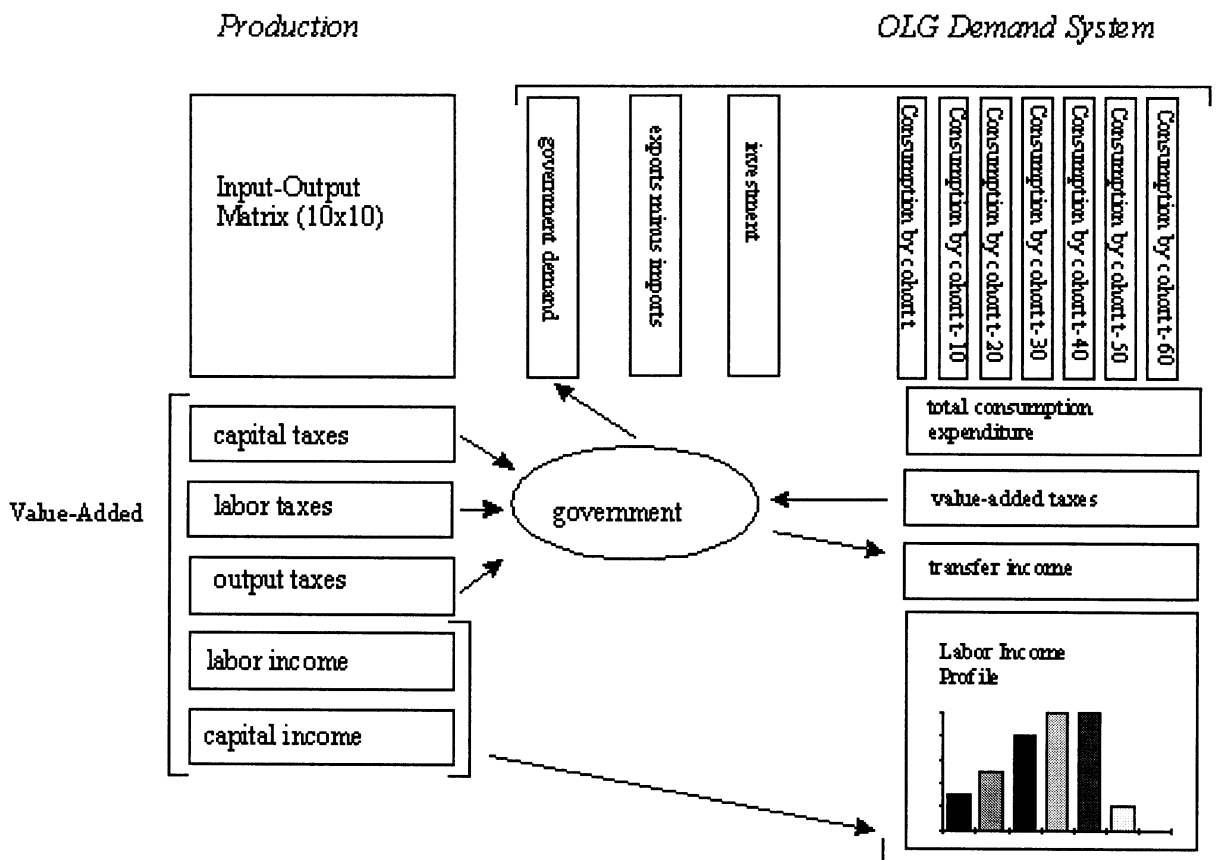 Production
OLG Demand System
Input-Output
Matrix (10x10)
government demand
exports minus imports
investment
Consumption by cohort t
Consumption by cohort t-10
Consumption by cohort t-20
Consumption by cohort t-30
Consumption by cohort t-40
Consumption by cohort t-50
Consumption by cohort t-60
Value-Added
capital taxes
labor taxes
output taxes
labor income
capital income
government
total consumption
expenditure
value-added taxes
transfer income
Labor Income
Profile